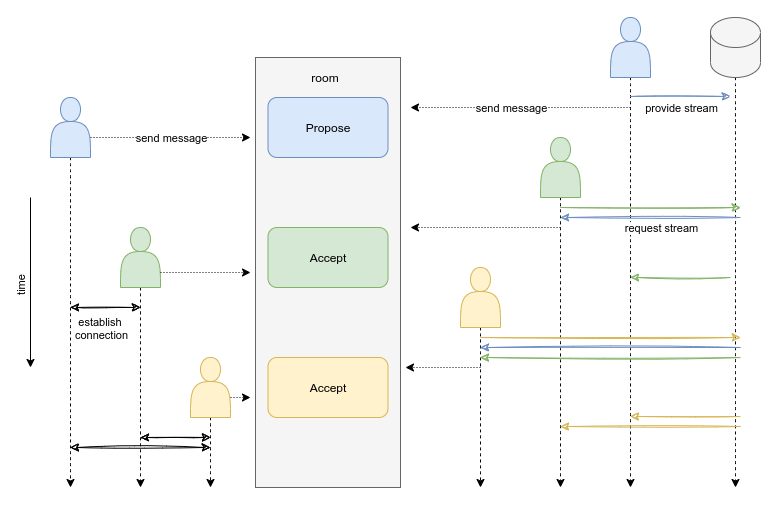 room
send message
provide stream
Propose
send message
request stream
Accept
time
establish
connection
Accept